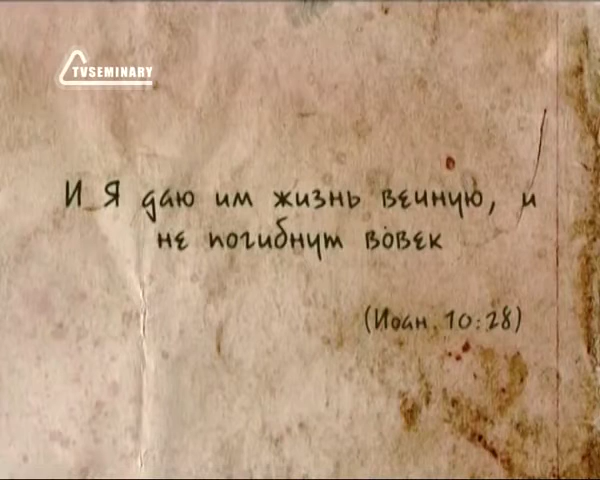 TVSEMINARY
И Я даю им жизнь вечную, и
не погибнут вовек
(Иоан. 10:28)